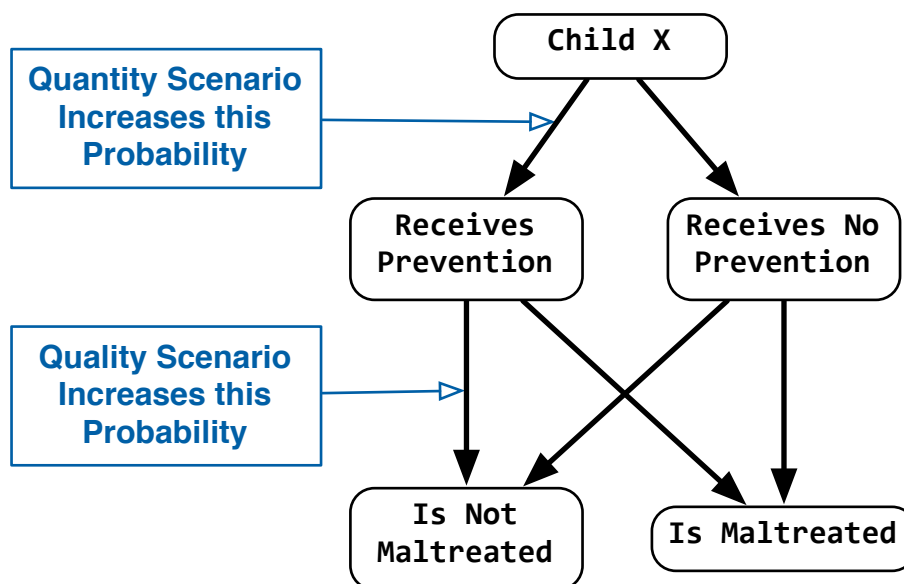 Child X
Quantity Scenario
Increases this
Probability
Receives
Prevention
Receives No
Prevention
Quality Scenario
Increases this
Probability
Is Not
Maltreated
Is Maltreated